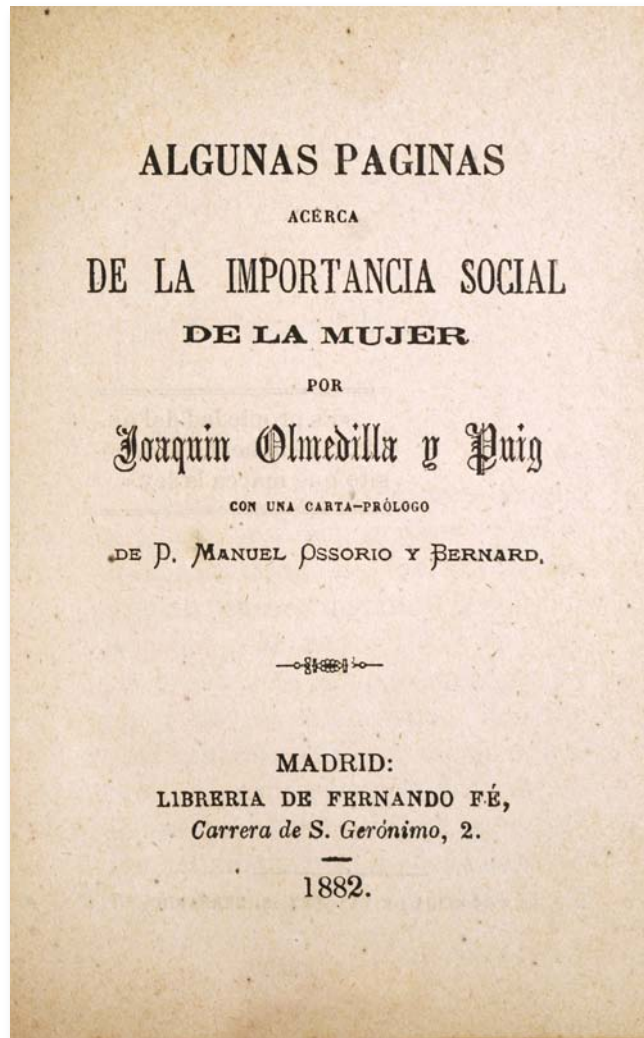 ALGUNAS PAGINAS
ACERCA
DE LA IMPORTANCIA SOCIAL
DE LA MUJER
POR
Joaquin Olmedilla y Puig
CON UNA CARTA-PRÓLOGO
DE D. MANUEL OSSORIO Y BERNARD.
MADRID:
LIBRERIA DE FERNANDO FÉ,
Carrera de S. Gerónimo, 2.
1882.